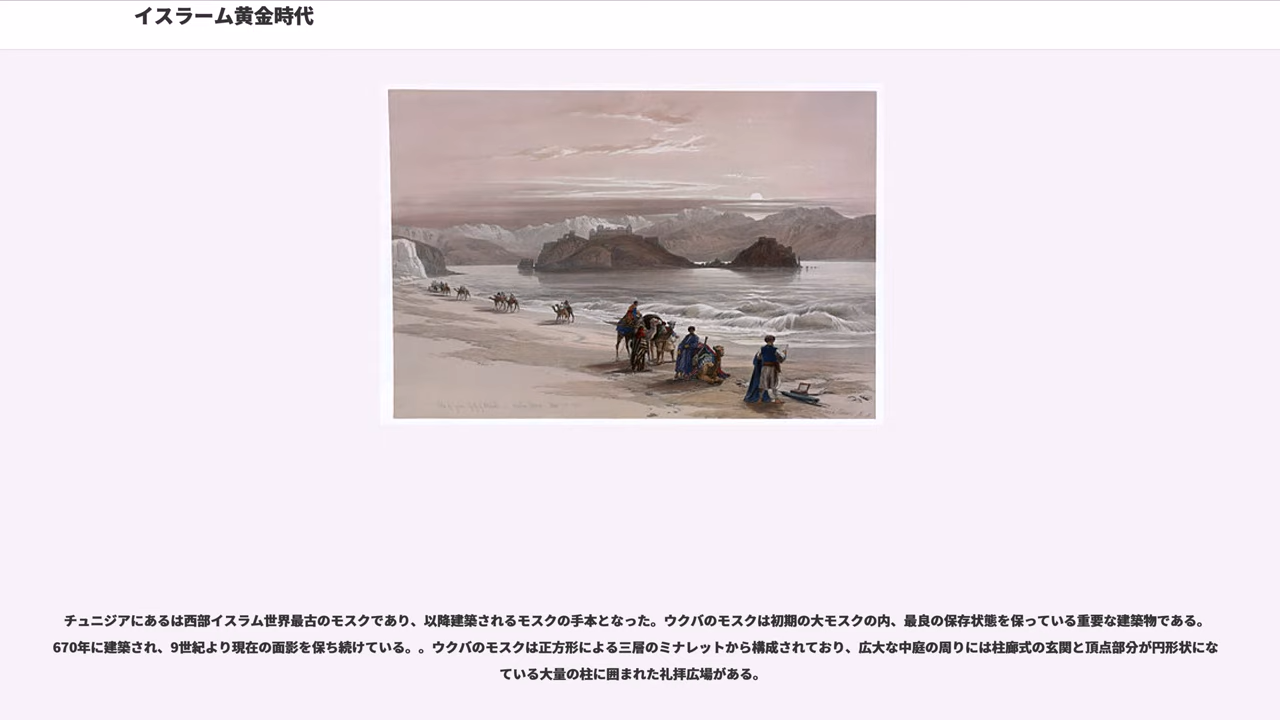 イスラーム黄金時代
チュニジアにあるは西部イスラム世界最古のモスクであり、以降建築されるモスクの手本となった。ウクバのモスクは初期の大モスクの内、最良の保存状態を保っている重要な建築物である。
670年に建築され、9世紀より現在の面影を保ち続けている。。ウクバのモスクは正方形による三層のミナレットから構成されており、広大な中庭の周りには柱廊式の玄関と頂点部分が円形状にな
ている大量の柱に囲まれた礼拝広場がある。